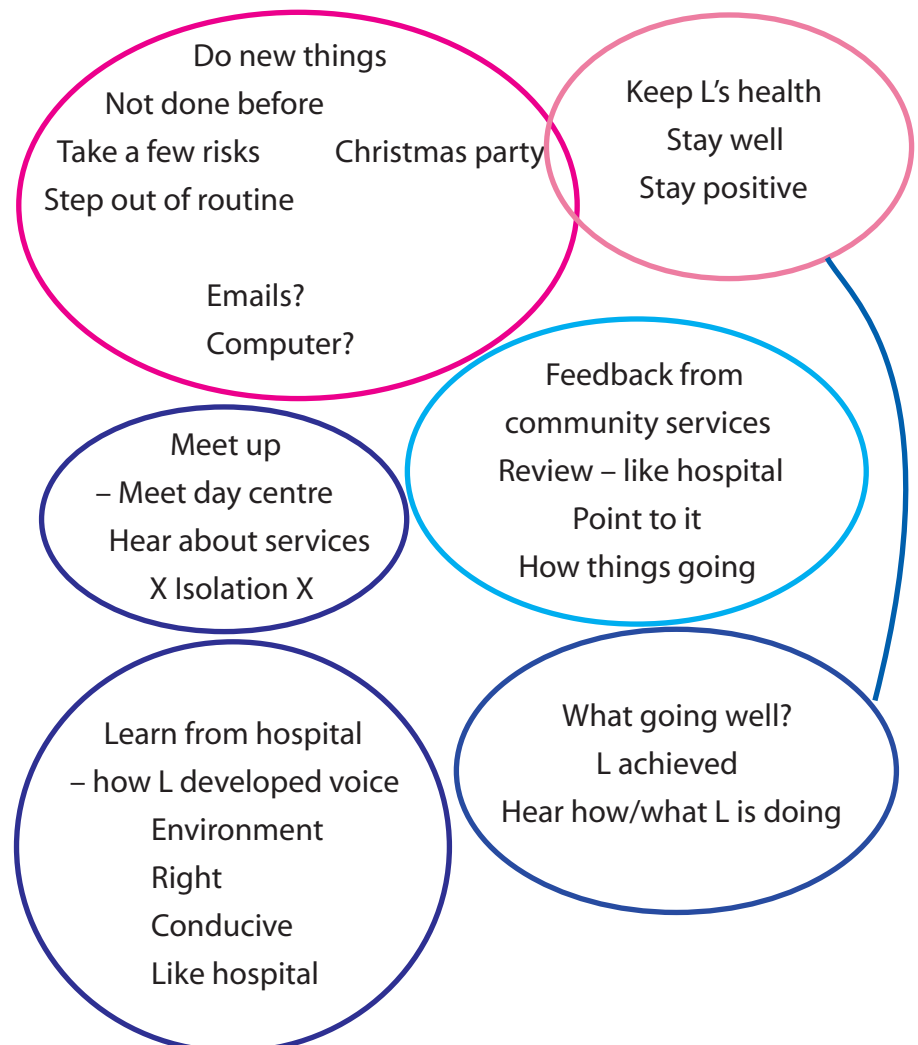 Do new things
Not done before
Take a few risks
Christmas party
Step out of routine
Emails?
Computer?
Keep L’s health
Stay well
Stay positive
Feedback from
community services
Review – like hospital
Point to it
How things going
Meet up
– Meet day centre
Hear about services
X Isolation X
Learn from hospital
– how L developed voice
Environment
Right
Conducive
Like hospital
What going well?
L achieved
Hear how/what L is doing